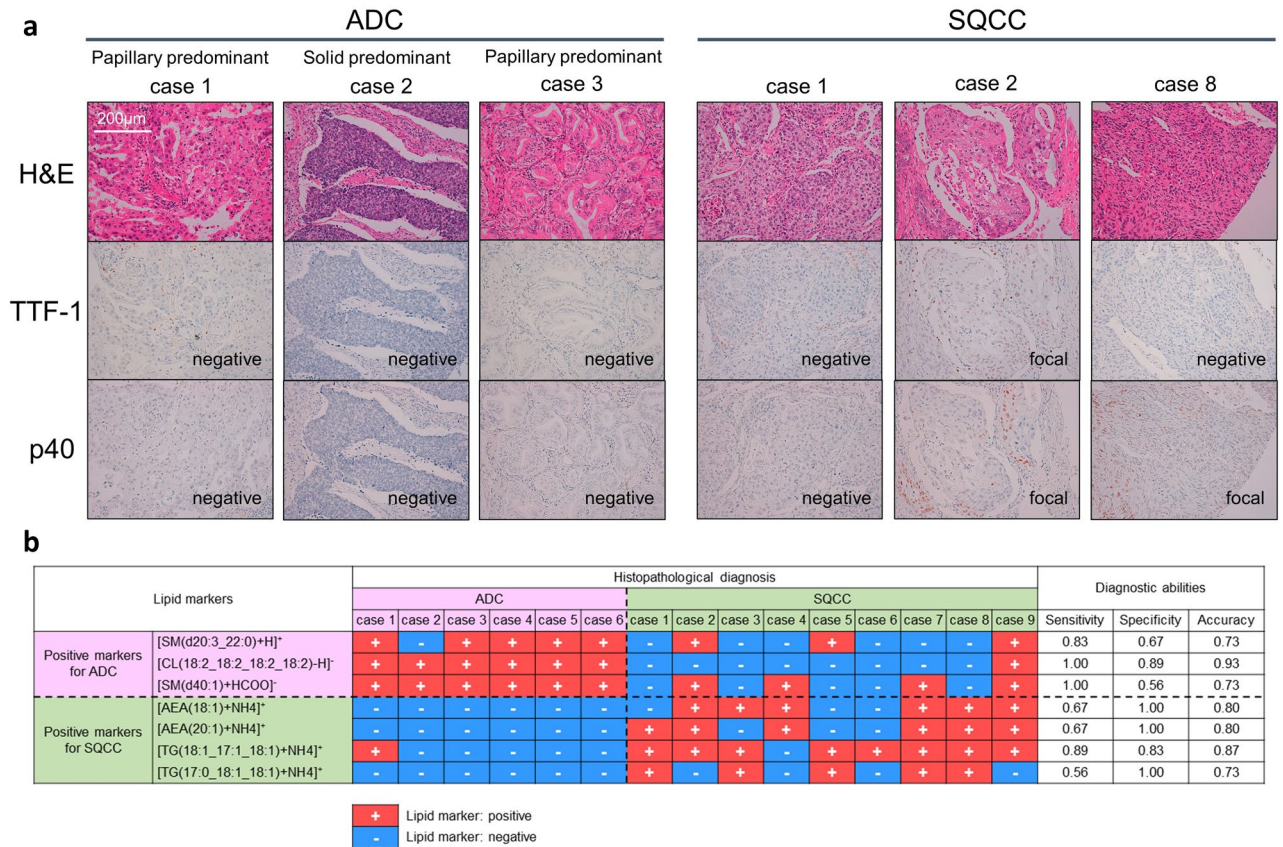 a
ADC
SQCC
Papillary predominant
Solid predominant
Papillary predominant
case 1
case 2
case 3
case 1
case 2
case 8
200μm
H&E
TTF-1
negative
negative
negative
negative
focal
negative
p40
negative
negative
negative
negative
focal
focal
b
Lipid markers
Histopathological diagnosis
Diagnostic abilities
ADC
SQCC
case 1 case 2 case 3 case 4 case 5 case 6 case 1 case 2 case 3 case 4 case 5 case 6 case 7 case 8 case 9 Sensitivity Specificity Accuracy
Positive markers for ADC
[SM(d20:3_22:0)+H]⁺ + - + + + + - + - - + - - - + 0.83 0.67 0.73
[CL(18:2_18:2_18:2_18:2)-H]⁻ + + + + + + - - - - - - - - + 1.00 0.89 0.93
[SM(d40:1)+HCOO]⁻ + + + + + + - + - + - - + - + 1.00 0.56 0.73
Positive markers for SQCC
[AEA(18:1)+NH4]⁺ - - - - - - - + + + - - + + + 0.67 1.00 0.80
[AEA(20:1)+NH4]⁺ - - - - - - + + - + - - + + + 0.67 1.00 0.80
[TG(18:1_17:1_18:1)+NH4]⁺ + - - - - - + + + - + + + + + 0.89 0.83 0.87
[TG(17:0_18:1_18:1)+NH4]⁺ - - - - - - + - + - + - + + - 0.56 1.00 0.73
+ Lipid marker: positive
- Lipid marker: negative